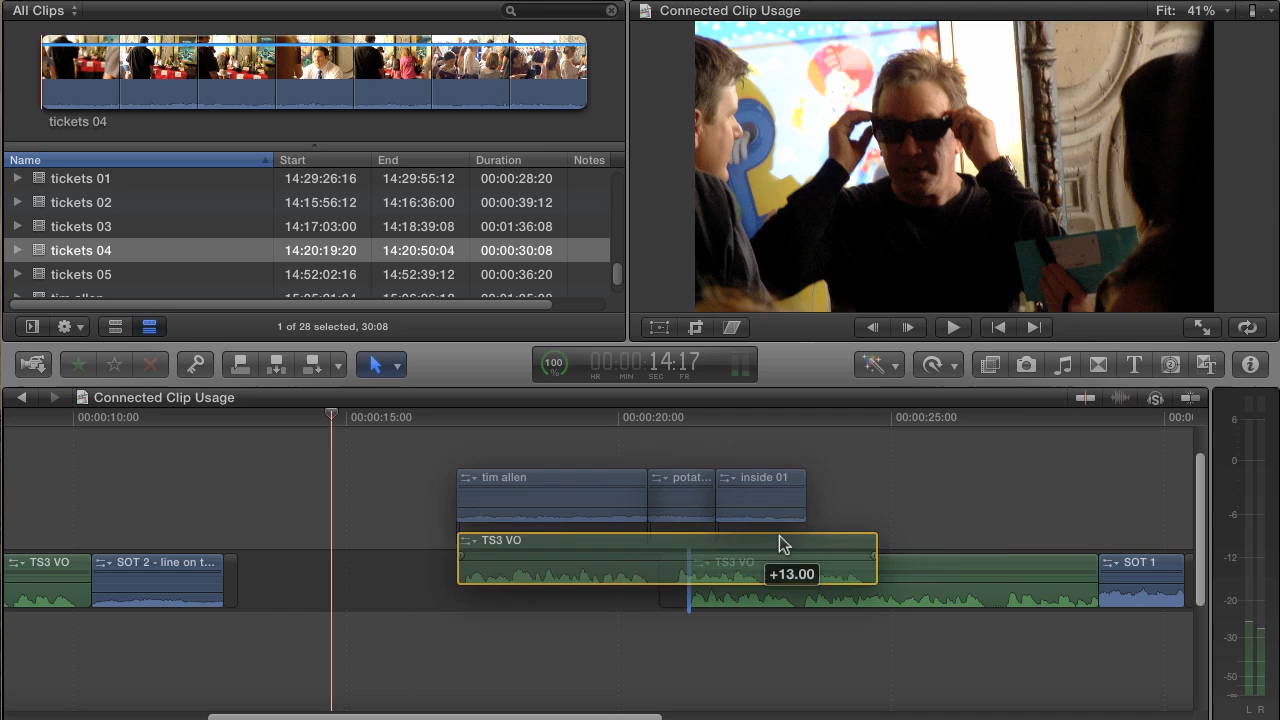 All Clips
Connected Clip Usage
Fit: 41%
tickets 04
Name Start End Duration Notes
tickets 01 14:29:26:16 14:29:55:12 00:00:28:20
tickets 02 14:15:56:12 14:16:36:00 00:00:39:12
tickets 03 14:17:03:00 14:18:39:08 00:01:36:08
tickets 04 14:20:19:20 14:20:50:04 00:00:30:08
tickets 05 14:52:02:16 14:52:39:12 00:00:36:20
1 of 28 selected, 30:08
100 % 00:00:14:17
HR MIN SEC FR
Connected Clip Usage
00:00:10:00 00:00:15:00 00:00:20:00 00:00:25:00 00:0
tim allen potat... inside 01
TS3 VO
TS3 VO SOT 2 - line on t... TS3 VO SOT 1
+13.00
6
0
-6
-12
-20
-30
-50
-∞
L R